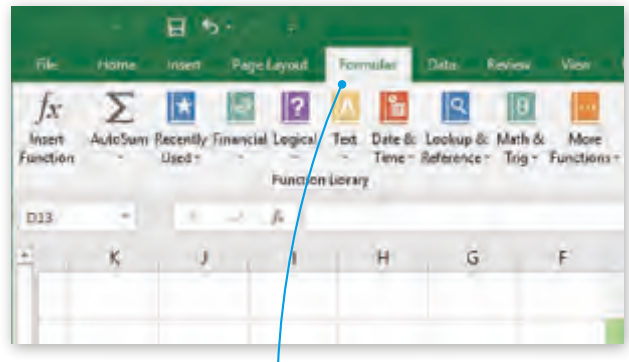 File Home Insert Page Layout Formulas Data Review View
fx Insert Function
AutoSum
Recently Used
Financial
Logical
Text
Date & Time
Lookup & Reference
Math & Trig
More Functions
Function Library
D13 fx
K J I H G F